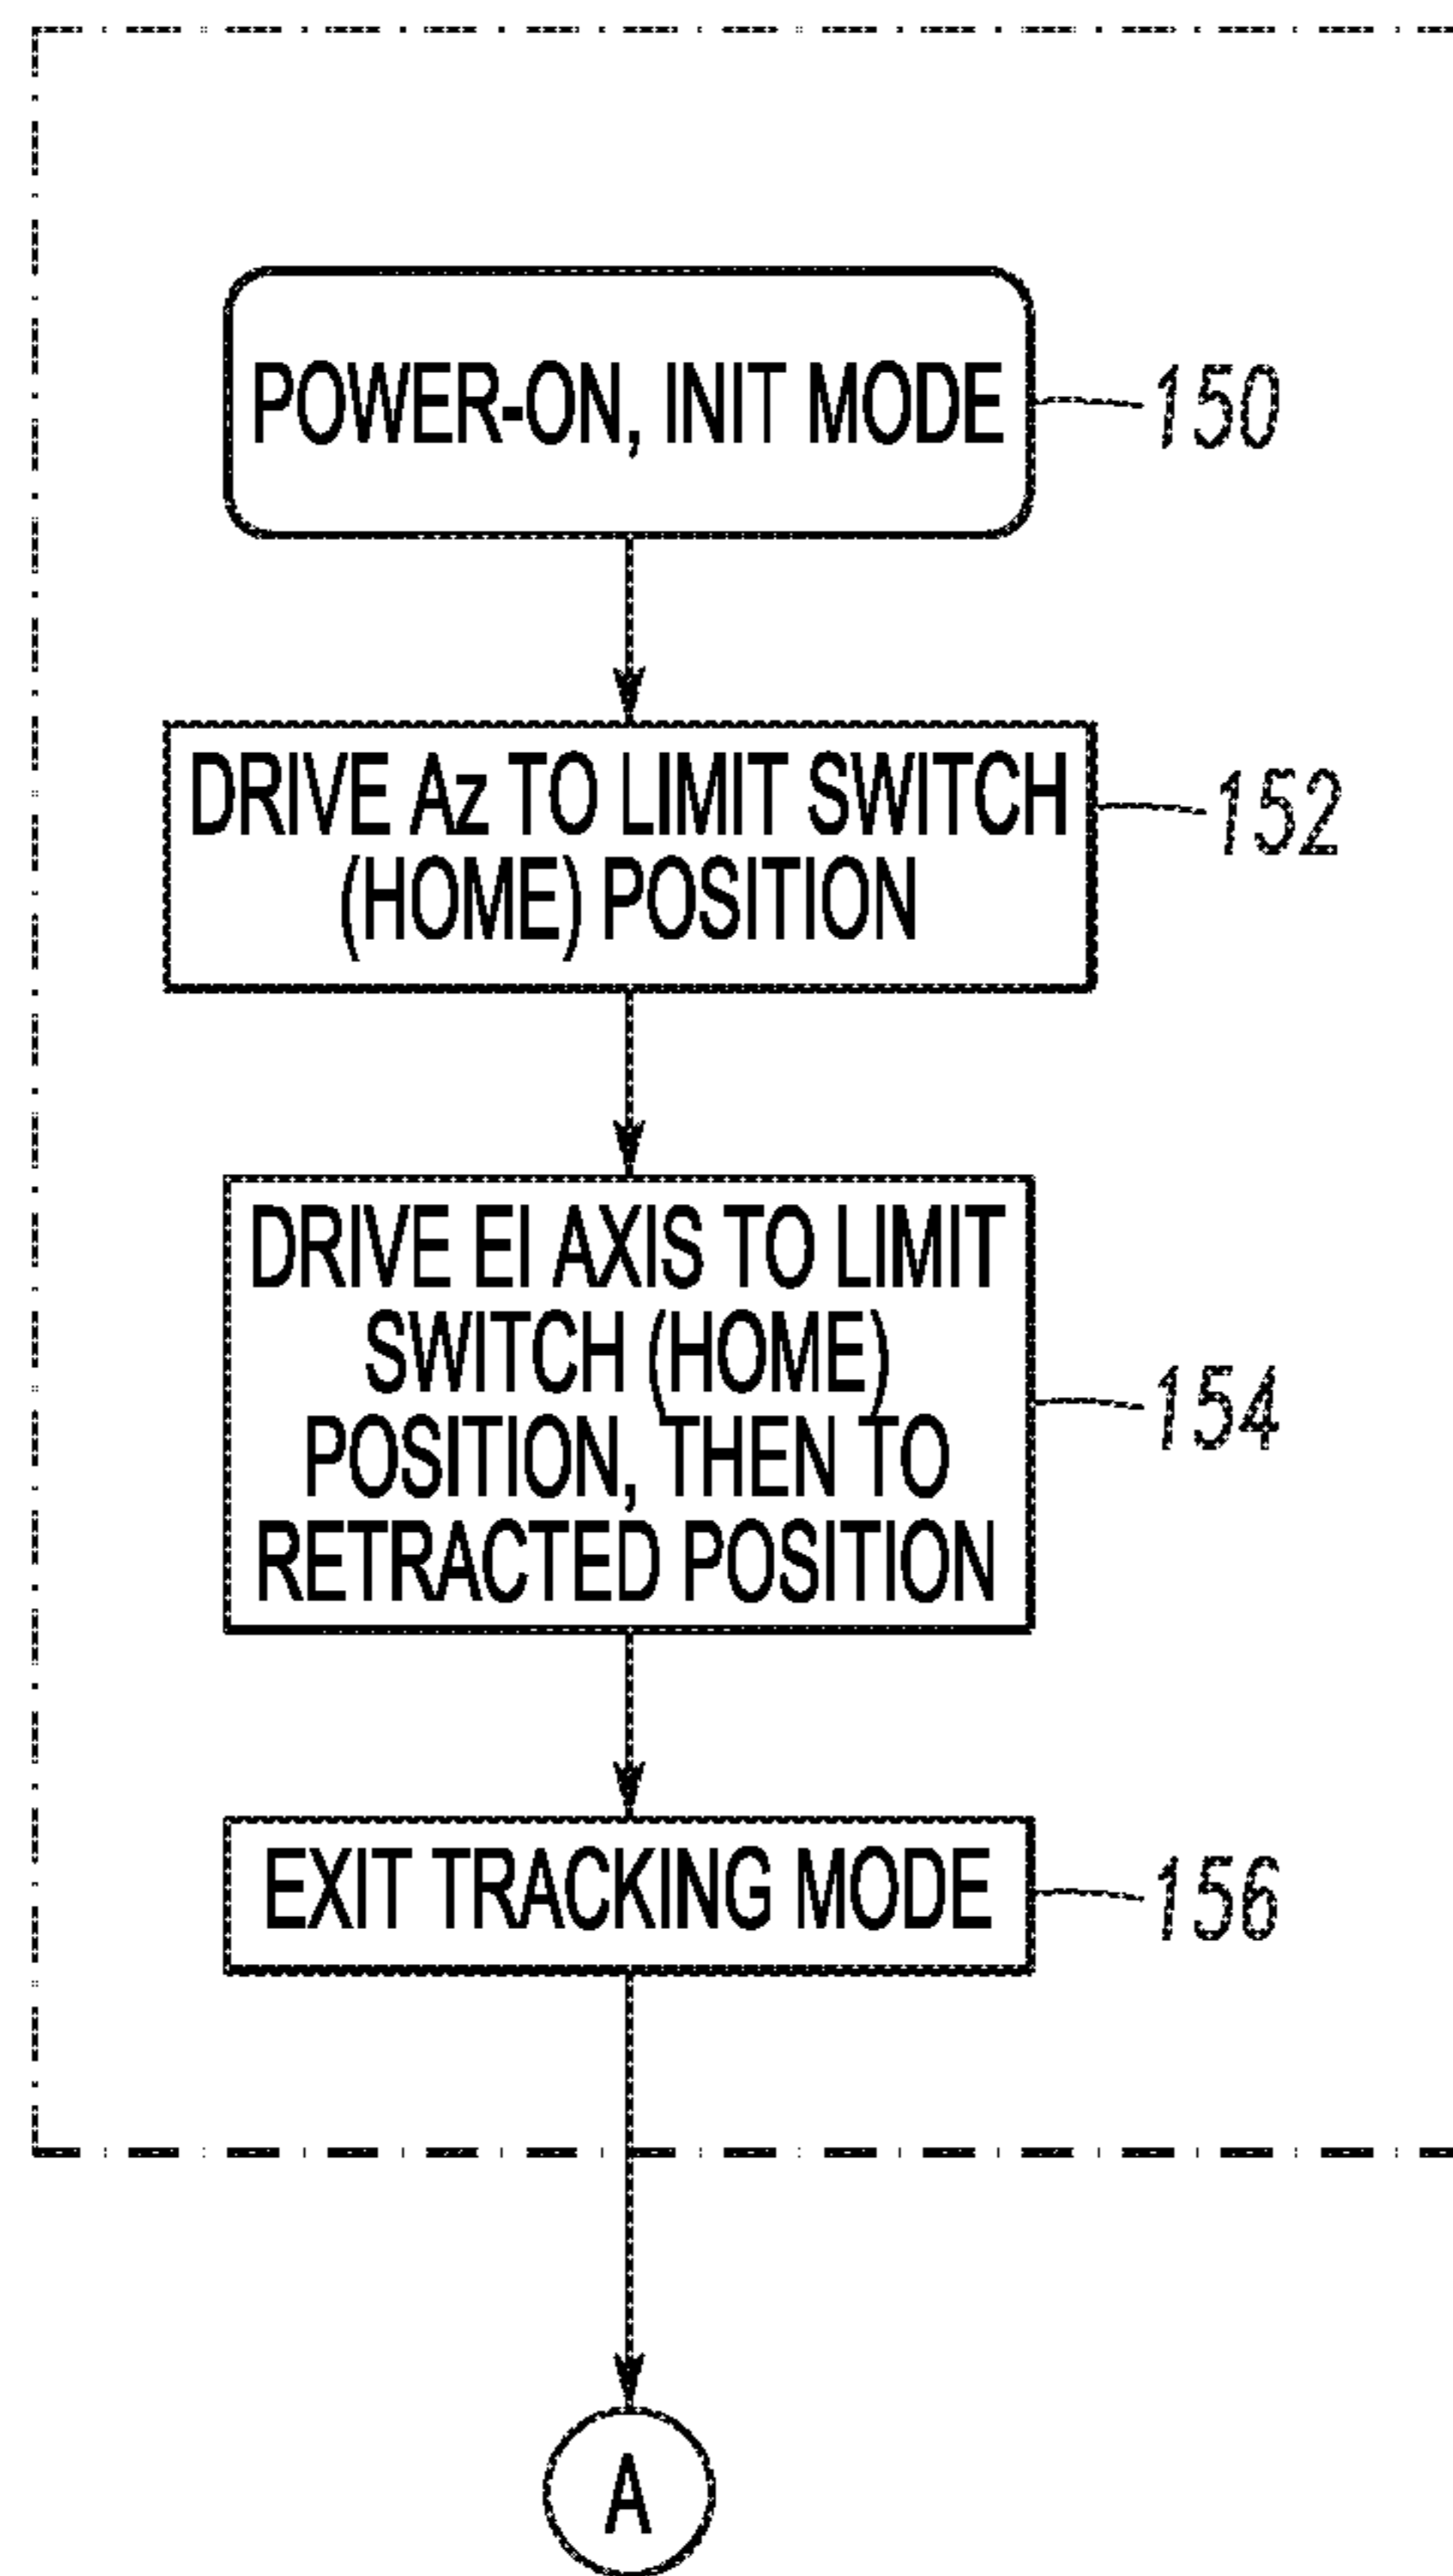 POWER-ON, INIT MODE
150
DRIVE Az TO LIMIT SWITCH
(HOME) POSITION
152
DRIVE El AXIS TO LIMIT
SWITCH (HOME)
POSITION, THEN TO
RETRACTED POSITION
154
EXIT TRACKING MODE
156
A